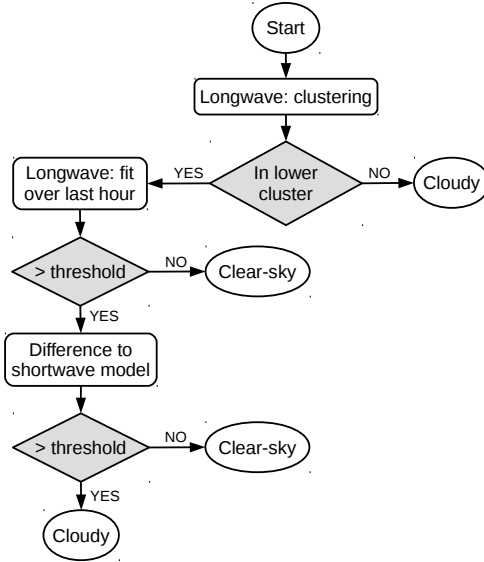 Start
Longwave: clustering
In lower
cluster
YES
NO
Longwave: fit
over last hour
Cloudy
> threshold
NO
Clear-sky
YES
Difference to
shortwave model
> threshold
NO
Clear-sky
YES
Cloudy